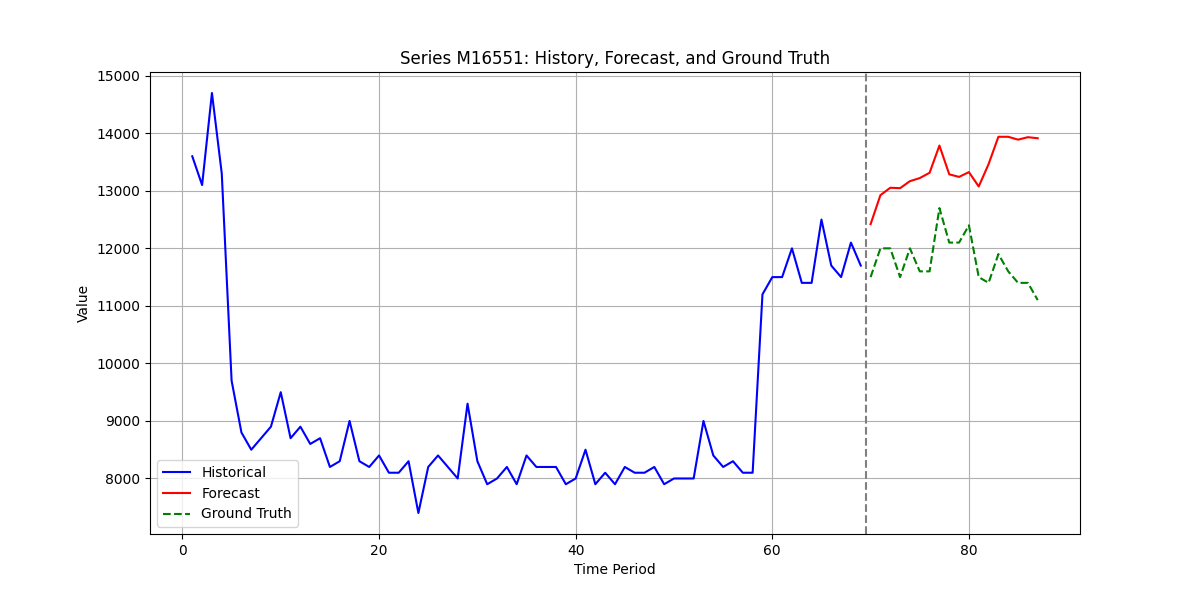 Series M16551: History, Forecast, and Ground Truth
Value
15000
14000
13000
12000
11000
10000
9000
8000
Historical
Forecast
Ground Truth
0
20
40
60
80
Time Period